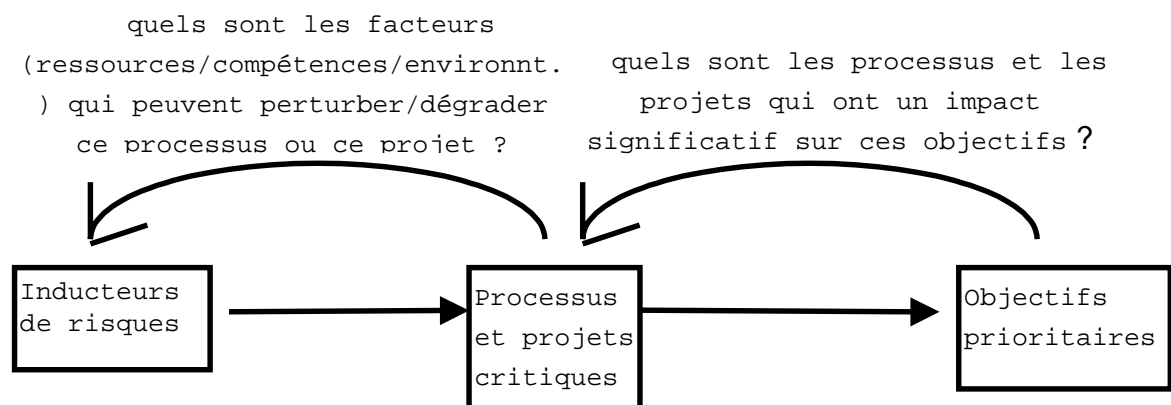 quels sont les facteurs
(ressources/compétences/environnt.
) qui peuvent perturber/dégrader
ce processus ou ce projet ?
quels sont les processus et les
projets qui ont un impact
significatif sur ces objectifs ?
Inducteurs
de risques
Processus
et projets
critiques
Objectifs
prioritaires